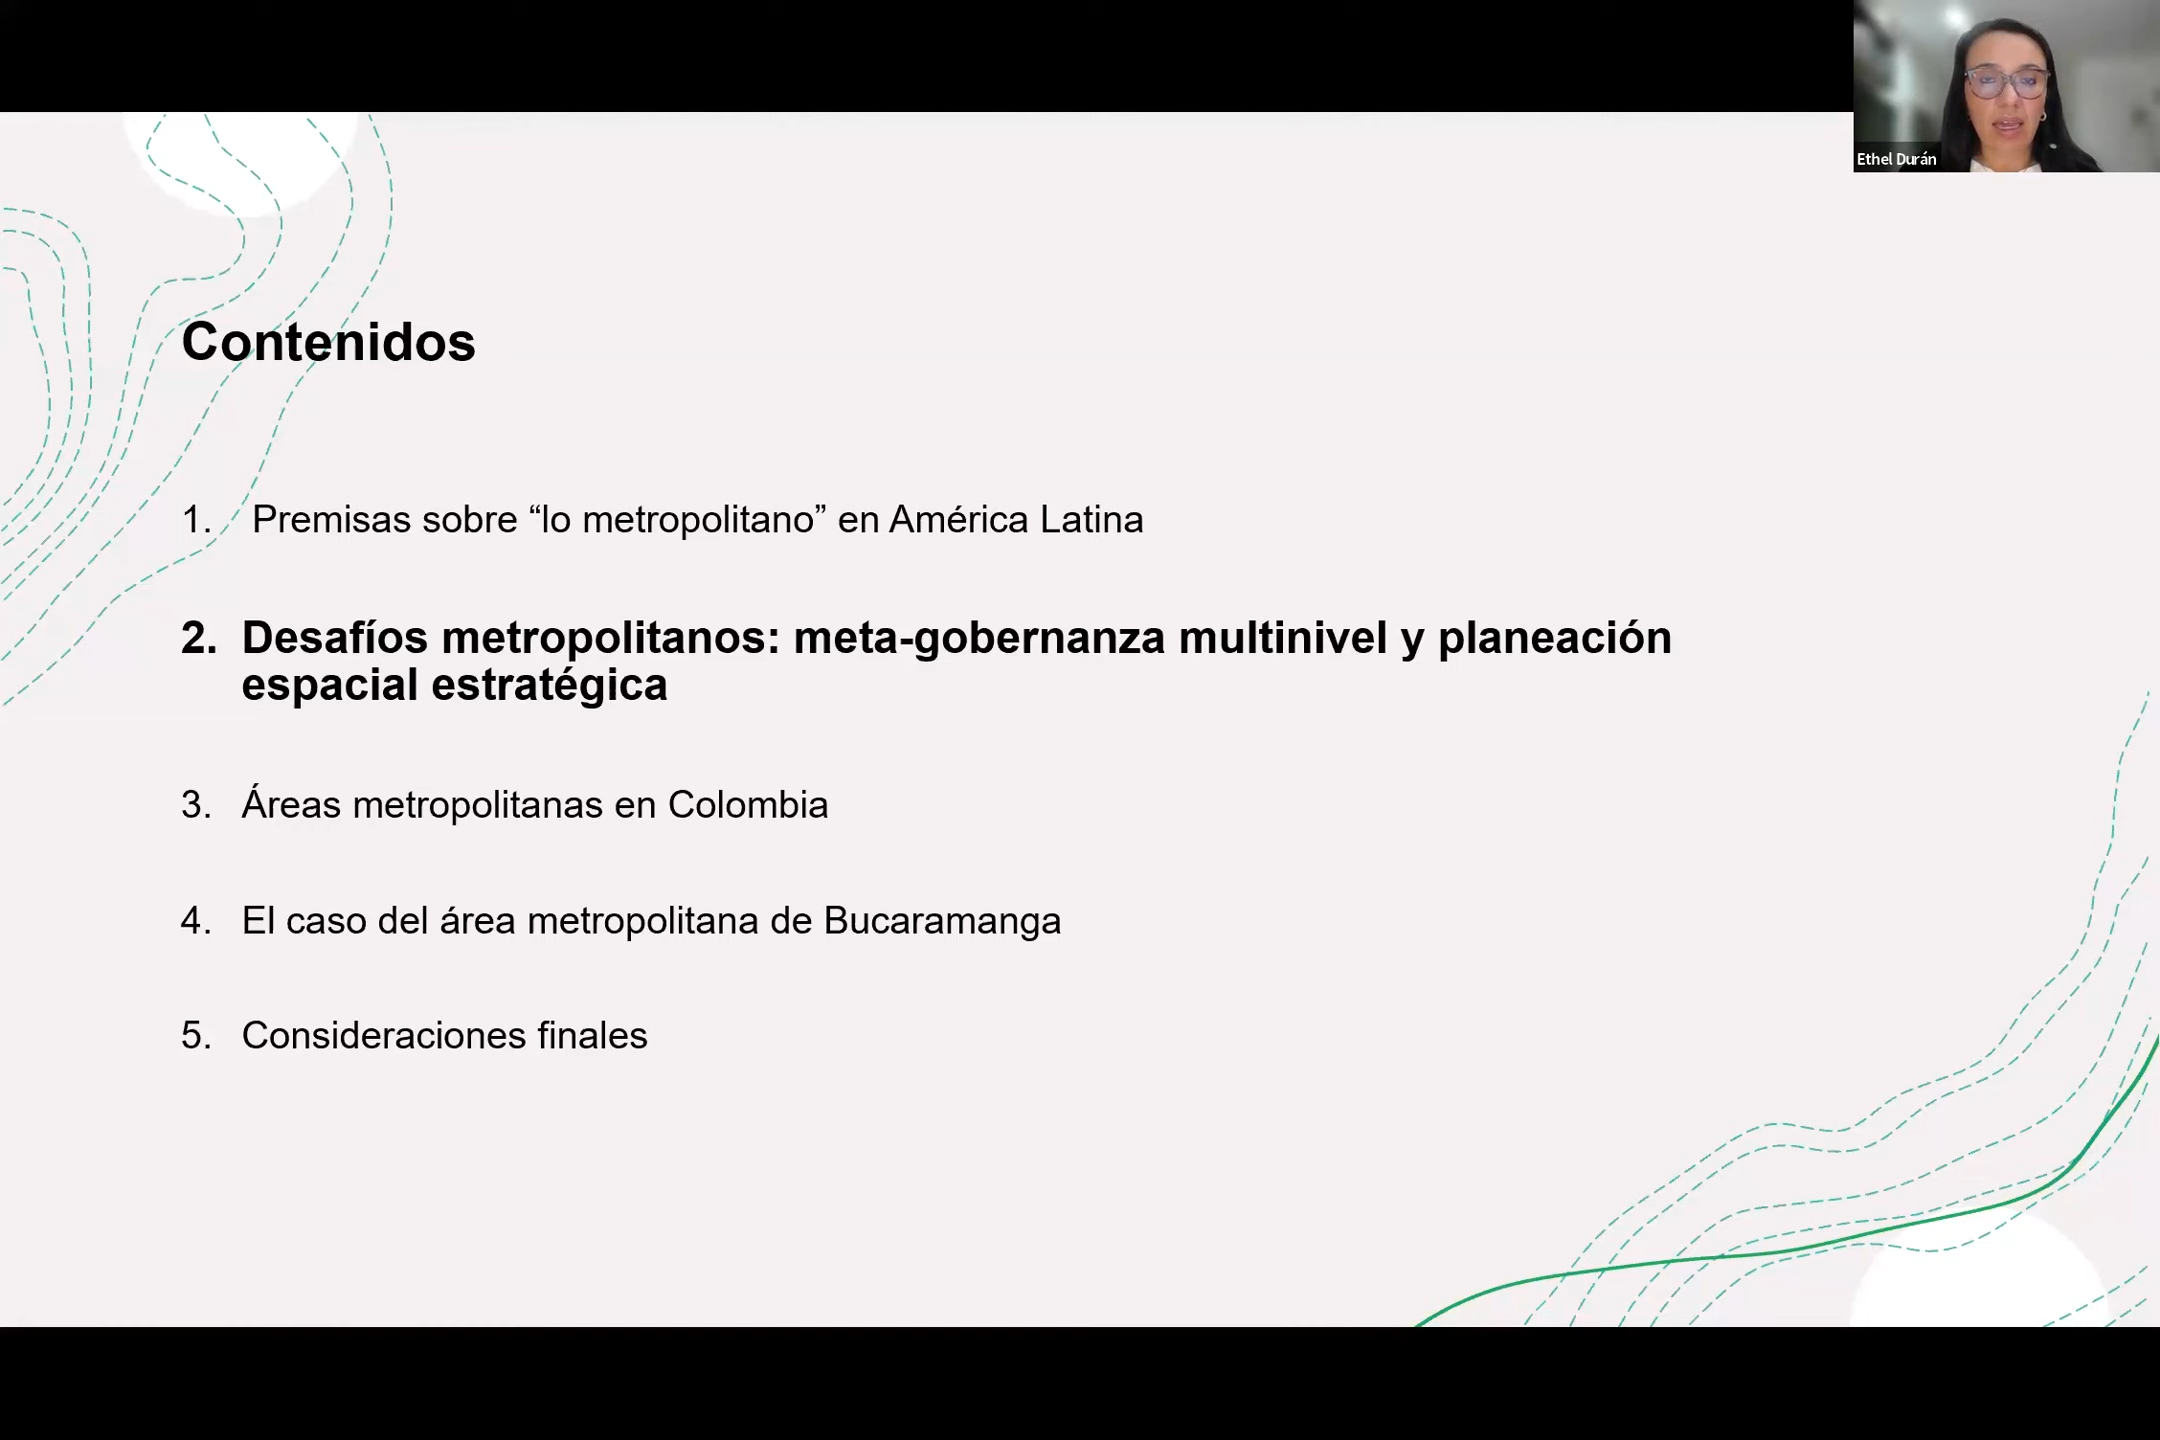 Ethel Durán
Contenidos
1. Premisas sobre “lo metropolitano” en América Latina
2. Desafíos metropolitanos: meta-gobernanza multinivel y planeación
espacial estratégica
3. Áreas metropolitanas en Colombia
4. El caso del área metropolitana de Bucaramanga
5. Consideraciones finales